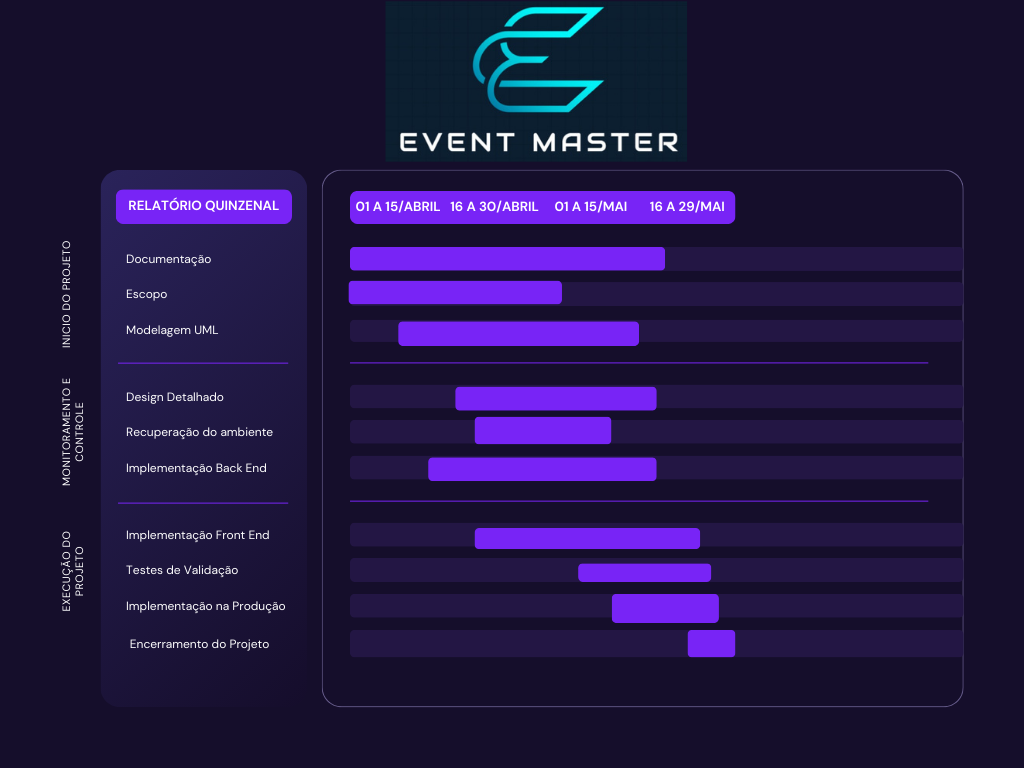 EVENT MASTER
RELATÓRIO QUINZENAL
01 A 15/ABRIL 16 A 30/ABRIL 01 A 15/MAI 16 A 29/MAI
INICIO DO PROJETO
Documentação
Escopo
Modelagem UML
MONITORAMENTO E
CONTROLE
Design Detalhado
Recuperação do ambiente
Implementação Back End
EXECUÇÃO DO
PROJETO
Implementação Front End
Testes de Validação
Implementação na Produção
Encerramento do Projeto